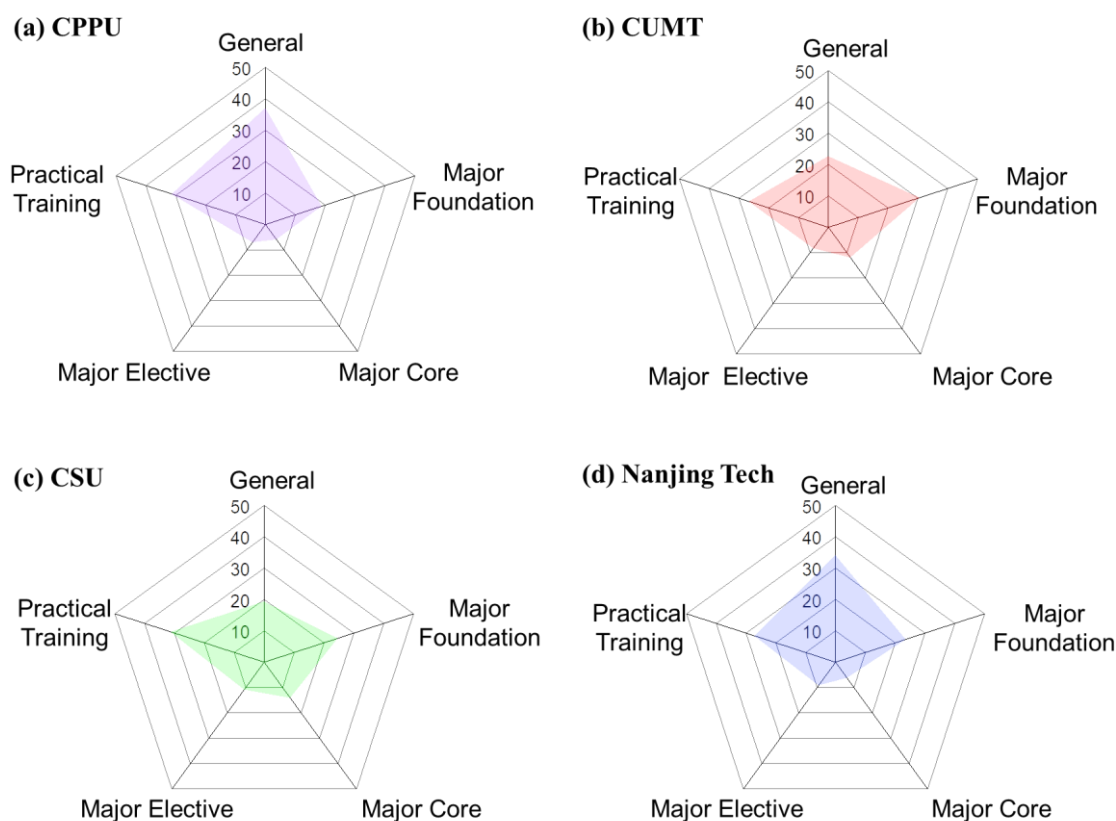 (a) CPPU
General
50
40
30
20
10
Practical
Training
Major
Foundation
Major Elective
Major Core
(b) CUMT
General
50
40
30
20
10
Practical
Training
Major
Foundation
Major Elective
Major Core
(c) CSU
General
50
40
30
20
10
Practical
Training
Major
Foundation
Major Elective
Major Core
(d) Nanjing Tech
General
50
40
30
20
10
Practical
Training
Major
Foundation
Major Elective
Major Core